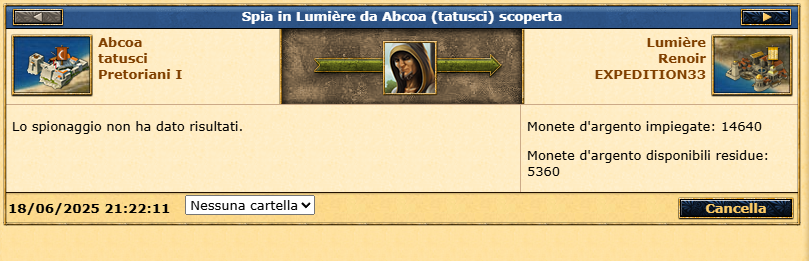 Spia in Lumière da Abcoa (tatusci) scoperta
Abcoa
tatusci
Pretoriani I
Lumière
Renoir
EXPEDITION33
Lo spionaggio non ha dato risultati.
Monete d'argento impiegate: 14640
Monete d'argento disponibili residue:
5360
18/06/2025 21:22:11
Nessuna cartella
Cancella